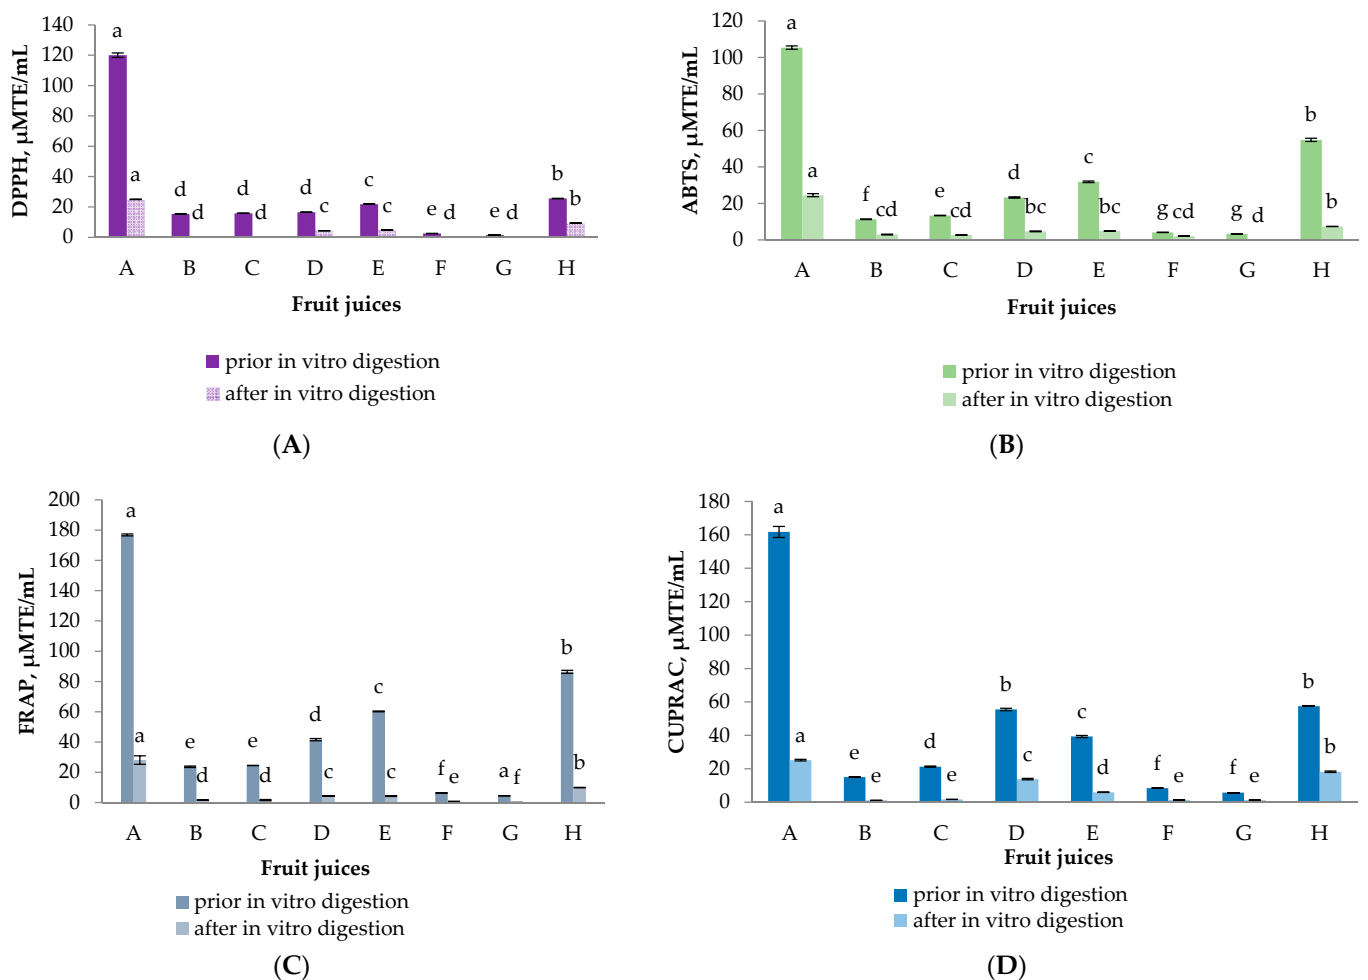 140
120
100
80
60
40
20
0
DPPH, μMTE/mL
a
a
d d
d d
d c
c c
e d
e d
b b
A B C D E F G H
Fruit juices
prior in vitro digestion
after in vitro digestion
(A)
120
100
80
60
40
20
0
ABTS, μMTE/mL
a
a
f cd
e cd
d bc
c bc
g cd
g d
b
b
A B C D E F G H
Fruit juices
prior in vitro digestion
after in vitro digestion
(B)
200
180
160
140
120
100
80
60
40
20
0
FRAP, μMTE/mL
a
a
e d
e d
d c
c c
f e
a f
b
b
A B C D E F G H
Fruit juices
prior in vitro digestion
after in vitro digestion
(C)
180
160
140
120
100
80
60
40
20
0
CUPRAC, μMTE/mL
a
a
e e
d e
b c
c d
f e
f e
b
b
A B C D E F G H
Fruit juices
prior in vitro digestion
after in vitro digestion
(D)